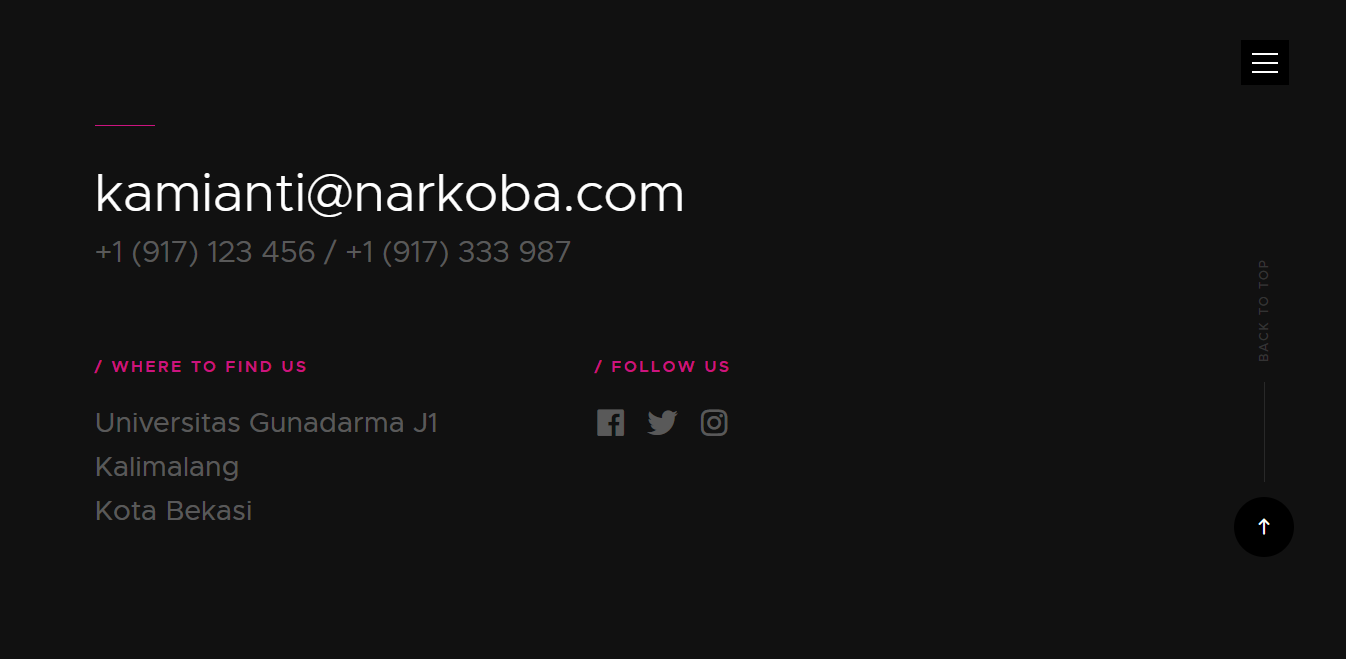 kamianti@narkoba.com
+1 (917) 123 456 / +1 (917) 333 987
BACK TO TOP
/ WHERE TO FIND US
/ FOLLOW US
Universitas Gunadarma J1
Kalimalang
Kota Bekasi